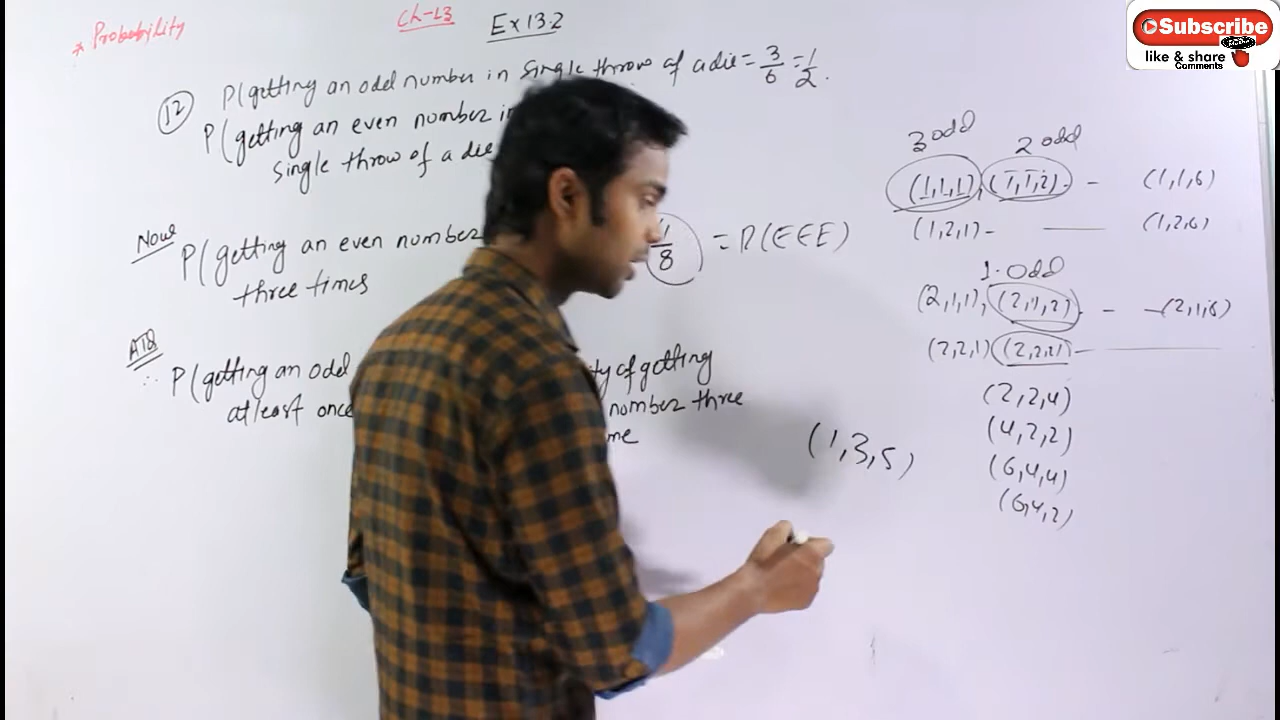 * Probability
Ch-13
Ex 13.2
Subscribe
like & share
Comments
(12) P(getting an odd number in single throw of a die = 3/6 = 1/2.
P(getting an even number in
single throw of a die
Now P(getting an even number
three times
1/8 = P(EEE)
ATQ
∴ P(getting an odd
at least once
ty of getting
number three
me
3 odd 2 odd
(1,1,1), (1,1,2). - (1,1,6)
(1,2,1) - (1,2,6)
1. Odd
(2,1,1), (2,1,2). - - (2,1,6)
(2,2,1) (2,2,2) -
(2,2,4)
(4,2,2)
(6,4,4)
(6,4,2)
(1,3,5)